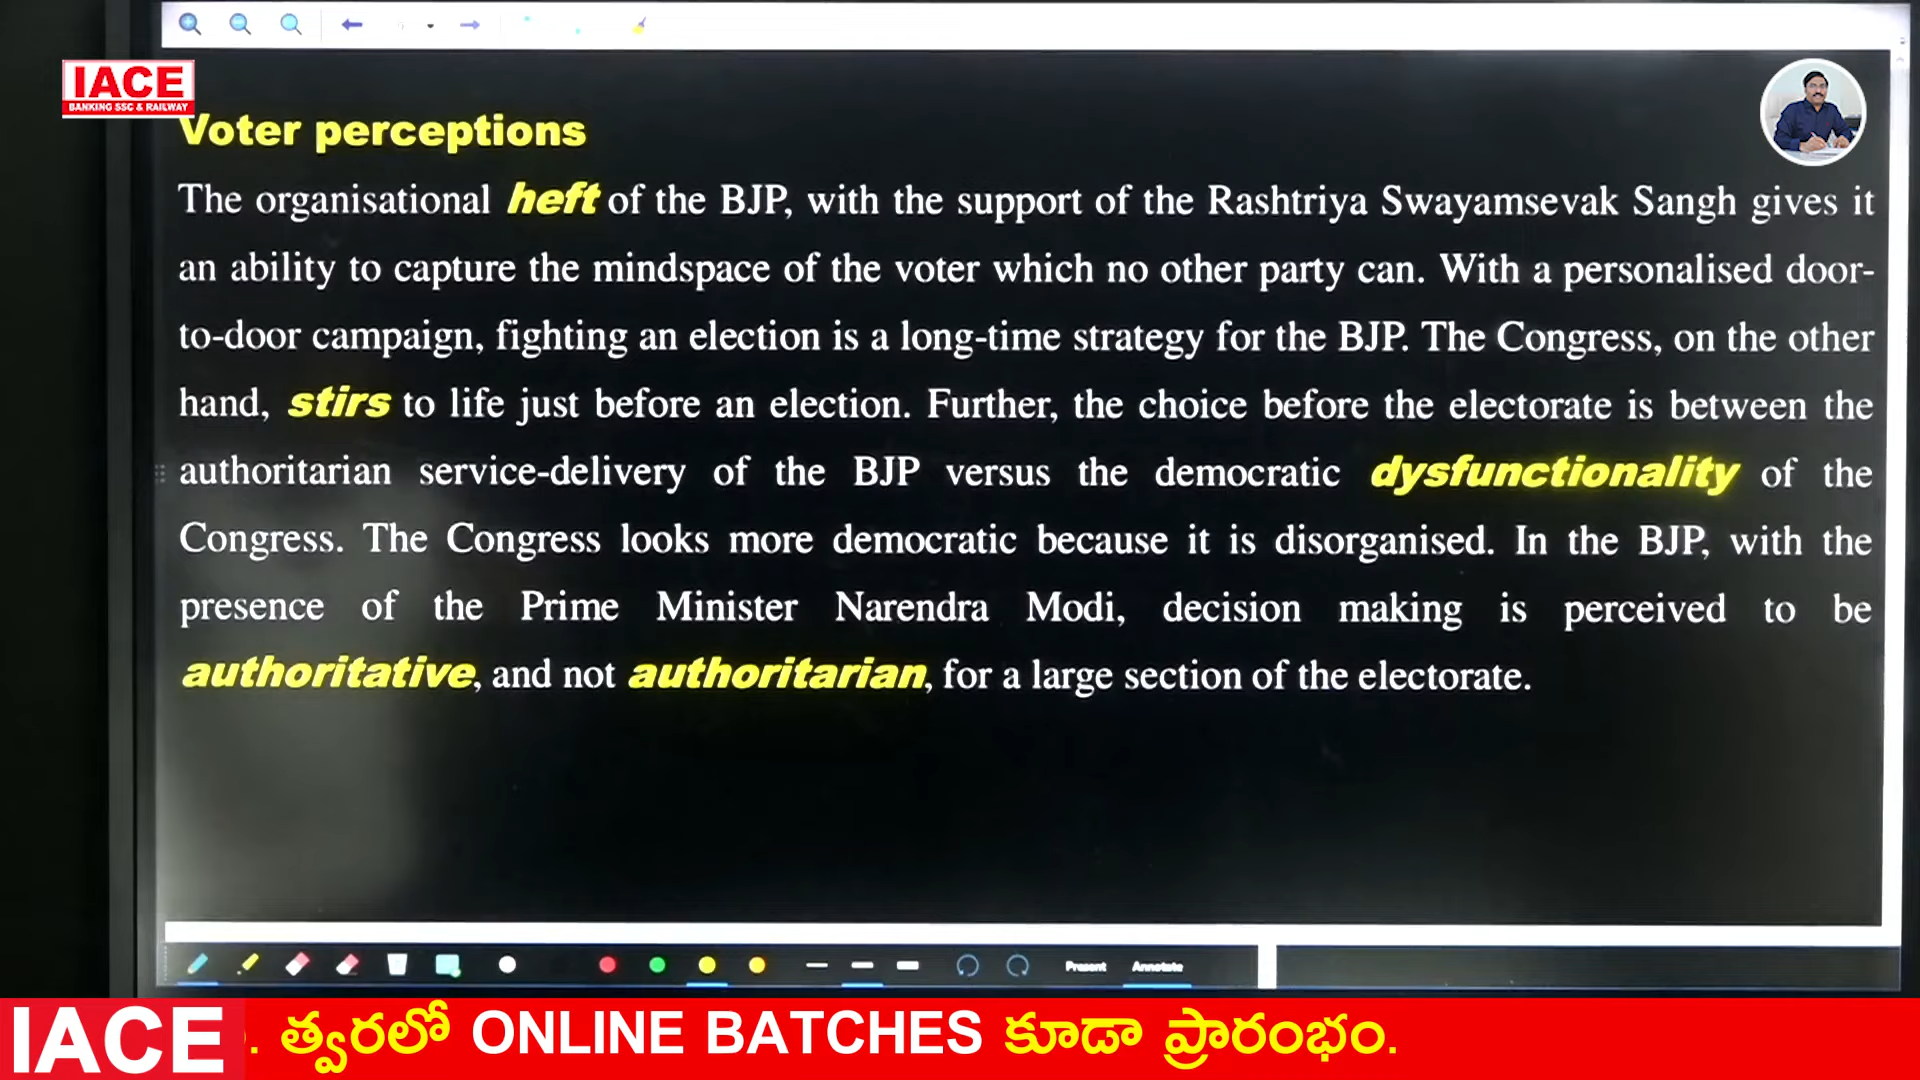 IACE
BANKING SSC & RAILWAY
Voter perceptions
The organisational heft of the BJP, with the support of the Rashtriya Swayamsevak Sangh gives it
an ability to capture the mindspace of the voter which no other party can. With a personalised door-
to-door campaign, fighting an election is a long-time strategy for the BJP. The Congress, on the other
hand, stirs to life just before an election. Further, the choice before the electorate is between the
authoritarian service-delivery of the BJP versus the democratic dysfunctionality of the
Congress. The Congress looks more democratic because it is disorganised. In the BJP, with the
presence of the Prime Minister Narendra Modi, decision making is perceived to be
authoritative, and not authoritarian, for a large section of the electorate.
Present Annotate
IACE . త్వరలో ONLINE BATCHES కూడా ప్రారంభం.